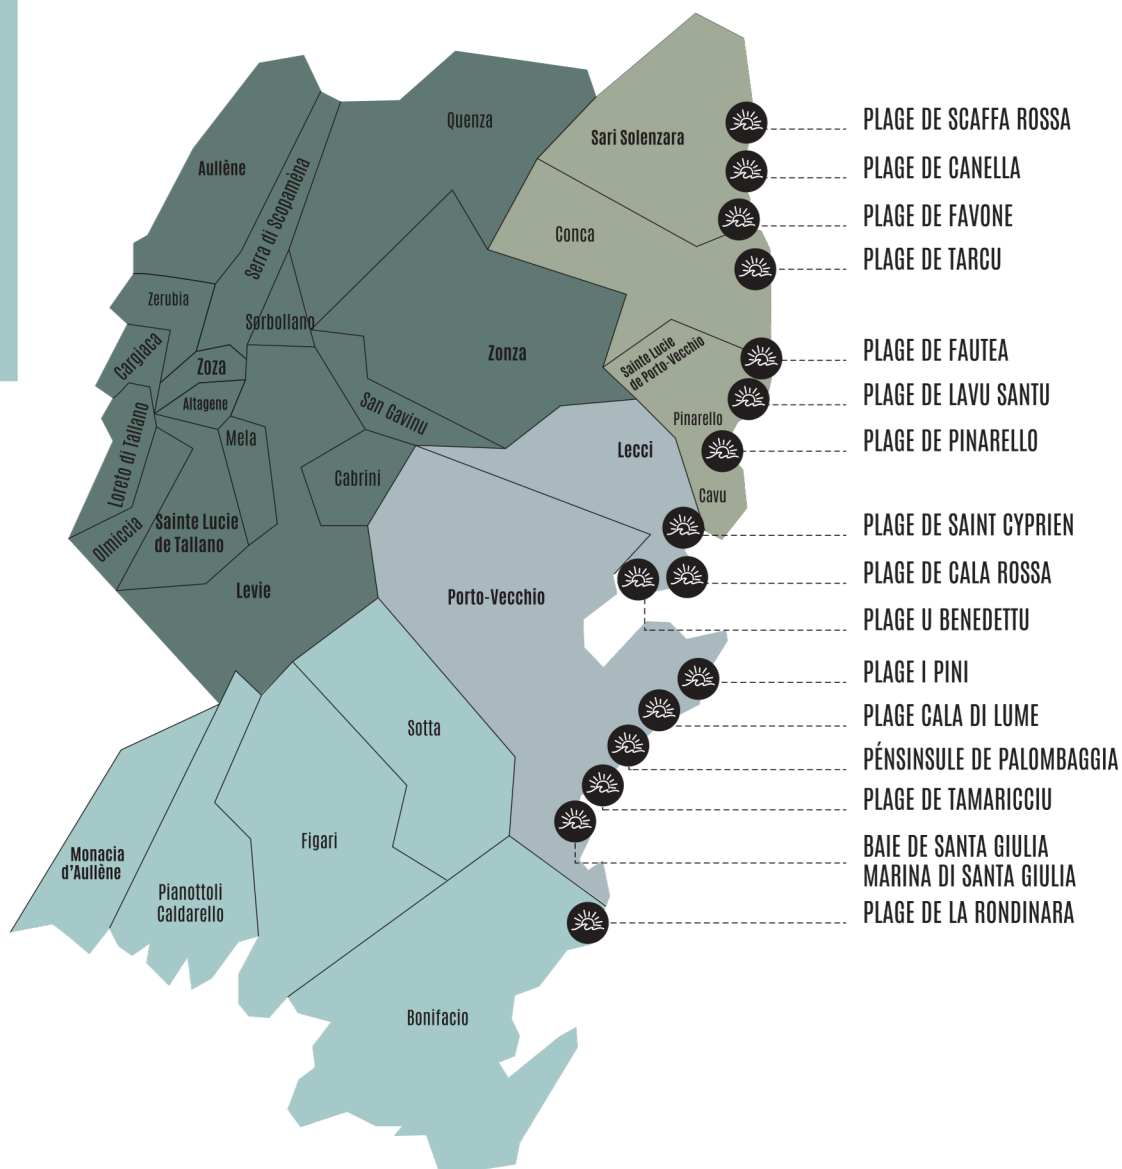 Quenza
Sari Solenzara
Aullène
Serra di Scopamèna
Conca
Zerubia
Sorbollano
Cargiaca
Zoza
Zonza
Sainte Lucie
de Porto-Vecchio
Altagene
San Gavinu
Pinarello
Loreto di Tallano
Mela
Lecci
Cabrini
Cavu
Olmiccia
Sainte Lucie
de Tallano
Levie
Porto-Vecchio
Sotta
Figari
Monacia
d'Aullène
Pianottoli
Caldarello
Bonifacio
PLAGE DE SCAFFA ROSSA
PLAGE DE CANELLA
PLAGE DE FAVONE
PLAGE DE TARCU
PLAGE DE FAUTEA
PLAGE DE LAVU SANTU
PLAGE DE PINARELLO
PLAGE DE SAINT CYPRIEN
PLAGE DE CALA ROSSA
PLAGE U BENEDETTU
PLAGE I PINI
PLAGE CALA DI LUME
PÉNSINSULE DE PALOMBAGGIA
PLAGE DE TAMARICCIU
BAIE DE SANTA GIULIA
MARINA DI SANTA GIULIA
PLAGE DE LA RONDINARA